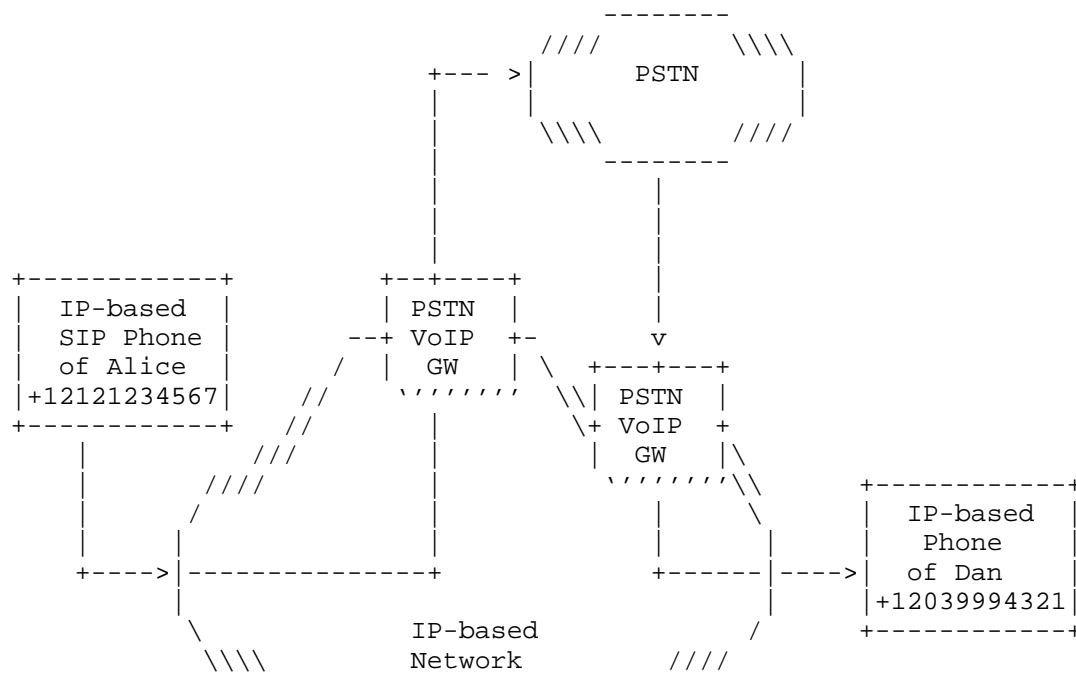 PSTN
IP-based
SIP Phone
of Alice
+12121234567
PSTN
VoIP
GW
PSTN
VoIP
GW
IP-based
Phone
of Dan
+12039994321
IP-based
Network